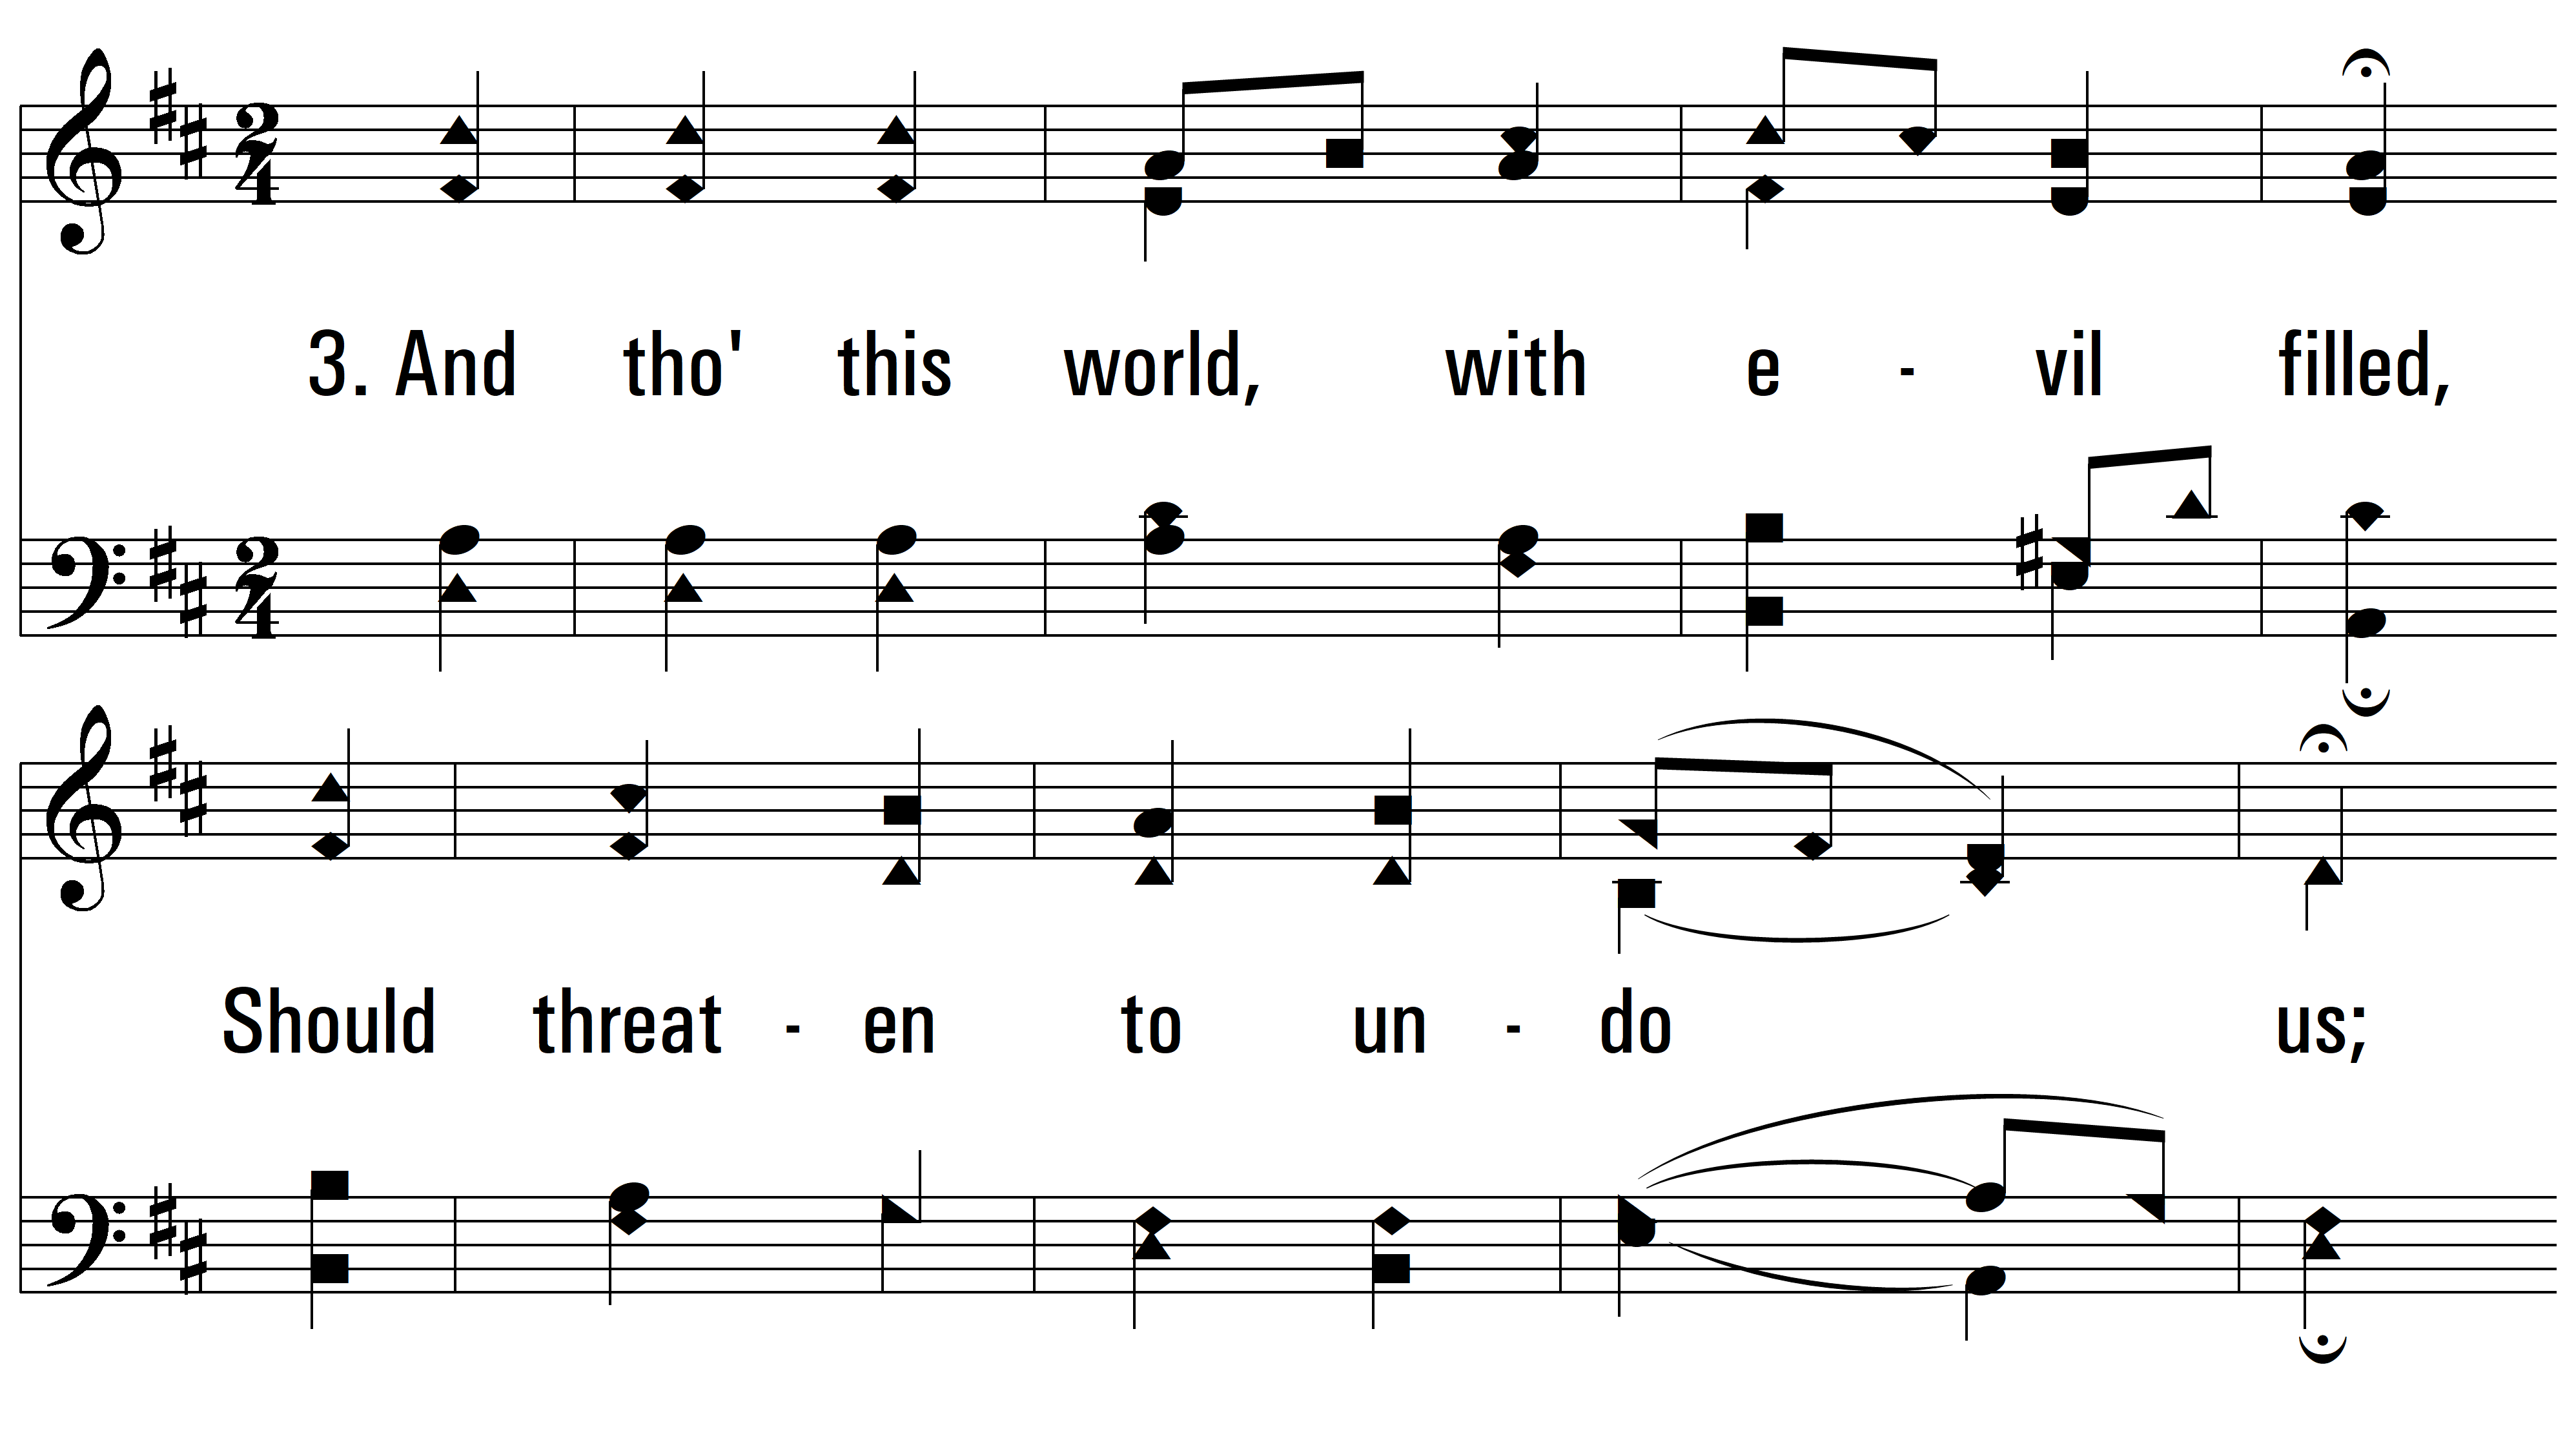 3. And tho' this world, with e - vil filled,
Should threat - en to un - do us;